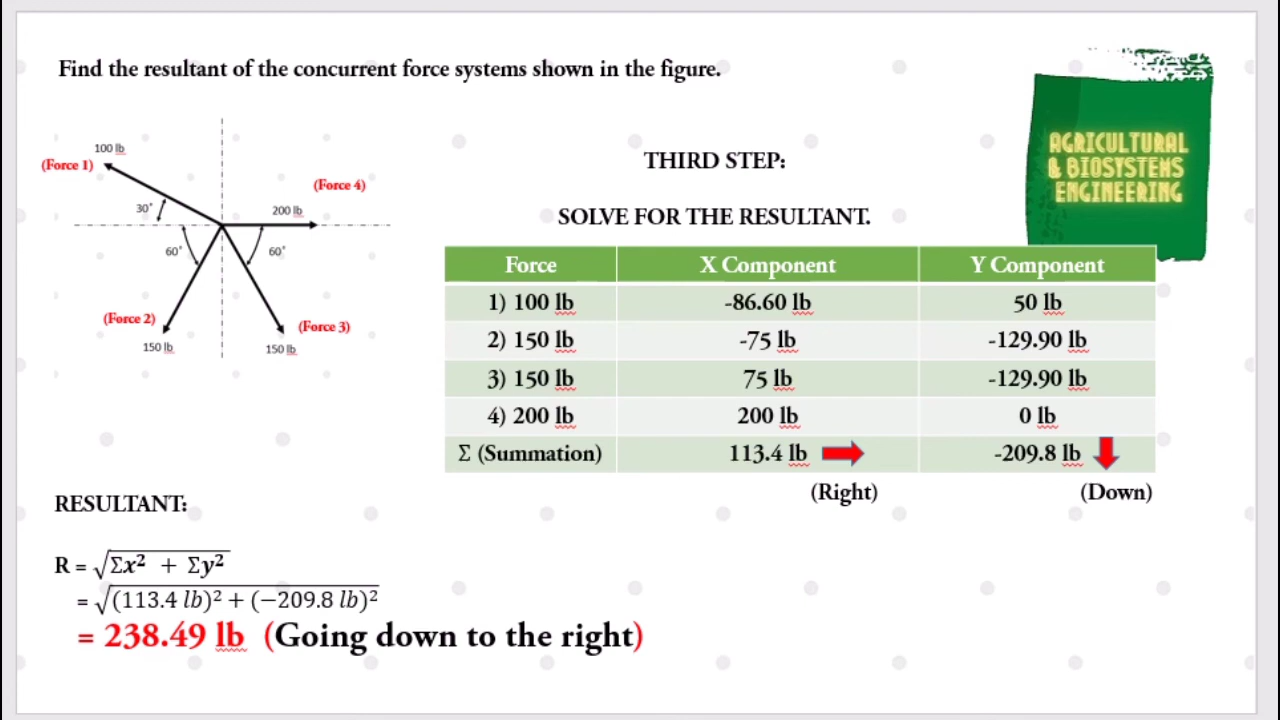 Find the resultant of the concurrent force systems shown in the figure.
AGRICULTURAL
& BIOSYSTEMS
ENGINEERING
100 lb
(Force 1)
(Force 4)
30°
200 lb
60°
60°
(Force 2)
(Force 3)
150 lb
150 lb
THIRD STEP:
SOLVE FOR THE RESULTANT.
Force X Component Y Component
1) 100 lb -86.60 lb 50 lb
2) 150 lb -75 lb -129.90 lb
3) 150 lb 75 lb -129.90 lb
4) 200 lb 200 lb 0 lb
Σ (Summation) 113.4 lb -209.8 lb
(Right) (Down)
RESULTANT:
R = √Σx² + Σy²
= √(113.4 lb)² + (−209.8 lb)²
= 238.49 lb (Going down to the right)